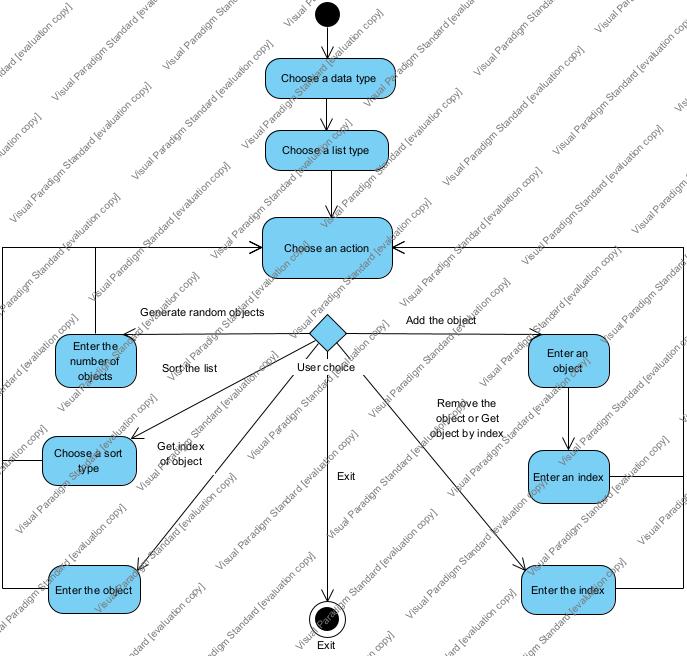 Choose a data type
Choose a list type
Choose an action
Generate random objects
Add the object
Enter the
number of
objects
Sort the list
User choice
Enter an
object
Remove the
object or Get
object by index
Choose a sort
type
Get index
of object
Exit
Enter an index
Enter the object
Enter the index
Exit
Visual Paradigm Standard [evaluation copy]